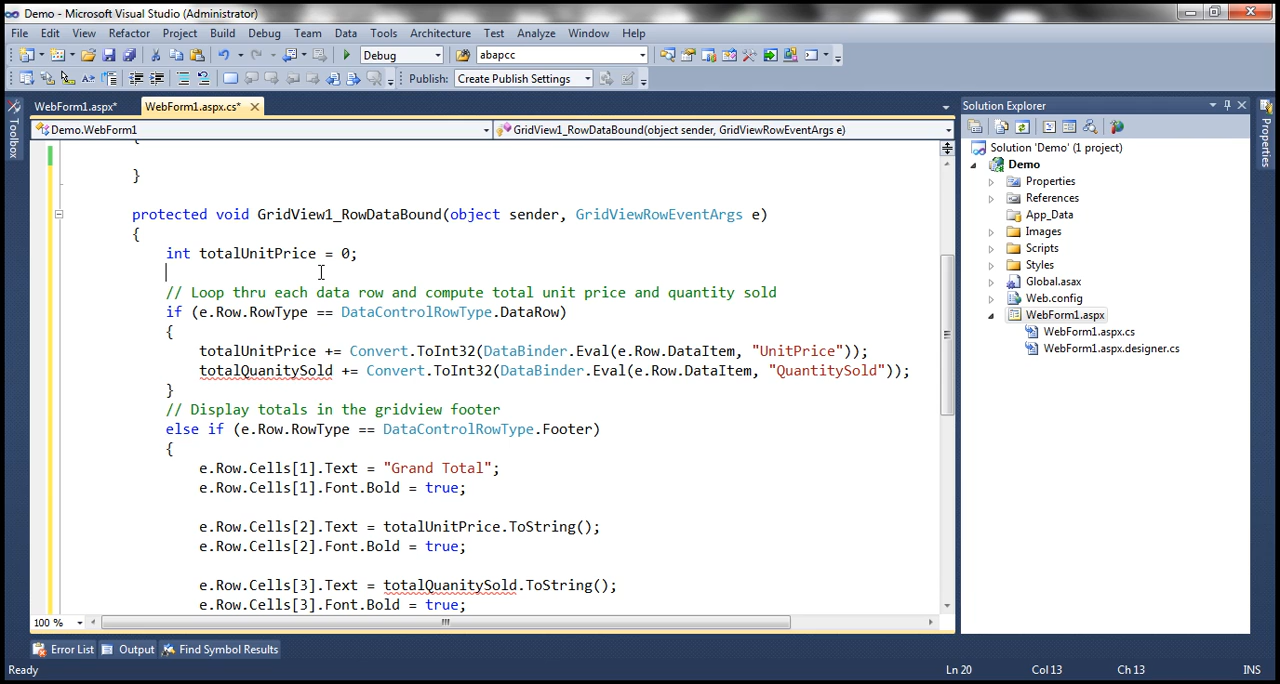 Demo - Microsoft Visual Studio (Administrator)
File Edit View Refactor Project Build Debug Team Data Tools Architecture Test Analyze Window Help
Debug abapcc
Publish: Create Publish Settings
Toolbox
WebForm1.aspx* WebForm1.aspx.cs*
Demo.WebForm1 GridView1_RowDataBound(object sender, GridViewRowEventArgs e)
}
protected void GridView1_RowDataBound(object sender, GridViewRowEventArgs e)
{
int totalUnitPrice = 0;
// Loop thru each data row and compute total unit price and quantity sold
if (e.Row.RowType == DataControlRowType.DataRow)
{
totalUnitPrice += Convert.ToInt32(DataBinder.Eval(e.Row.DataItem, "UnitPrice"));
totalQuanitySold += Convert.ToInt32(DataBinder.Eval(e.Row.DataItem, "QuantitySold"));
}
// Display totals in the gridview footer
else if (e.Row.RowType == DataControlRowType.Footer)
{
e.Row.Cells[1].Text = "Grand Total";
e.Row.Cells[1].Font.Bold = true;
e.Row.Cells[2].Text = totalUnitPrice.ToString();
e.Row.Cells[2].Font.Bold = true;
e.Row.Cells[3].Text = totalQuanitySold.ToString();
e.Row.Cells[3].Font.Bold = true;
100 %
Solution Explorer
Solution 'Demo' (1 project)
Demo
Properties
References
App_Data
Images
Scripts
Styles
Global.asax
Web.config
WebForm1.aspx
WebForm1.aspx.cs
WebForm1.aspx.designer.cs
Properties
Error List Output Find Symbol Results
Ready Ln 20 Col 13 Ch 13 INS